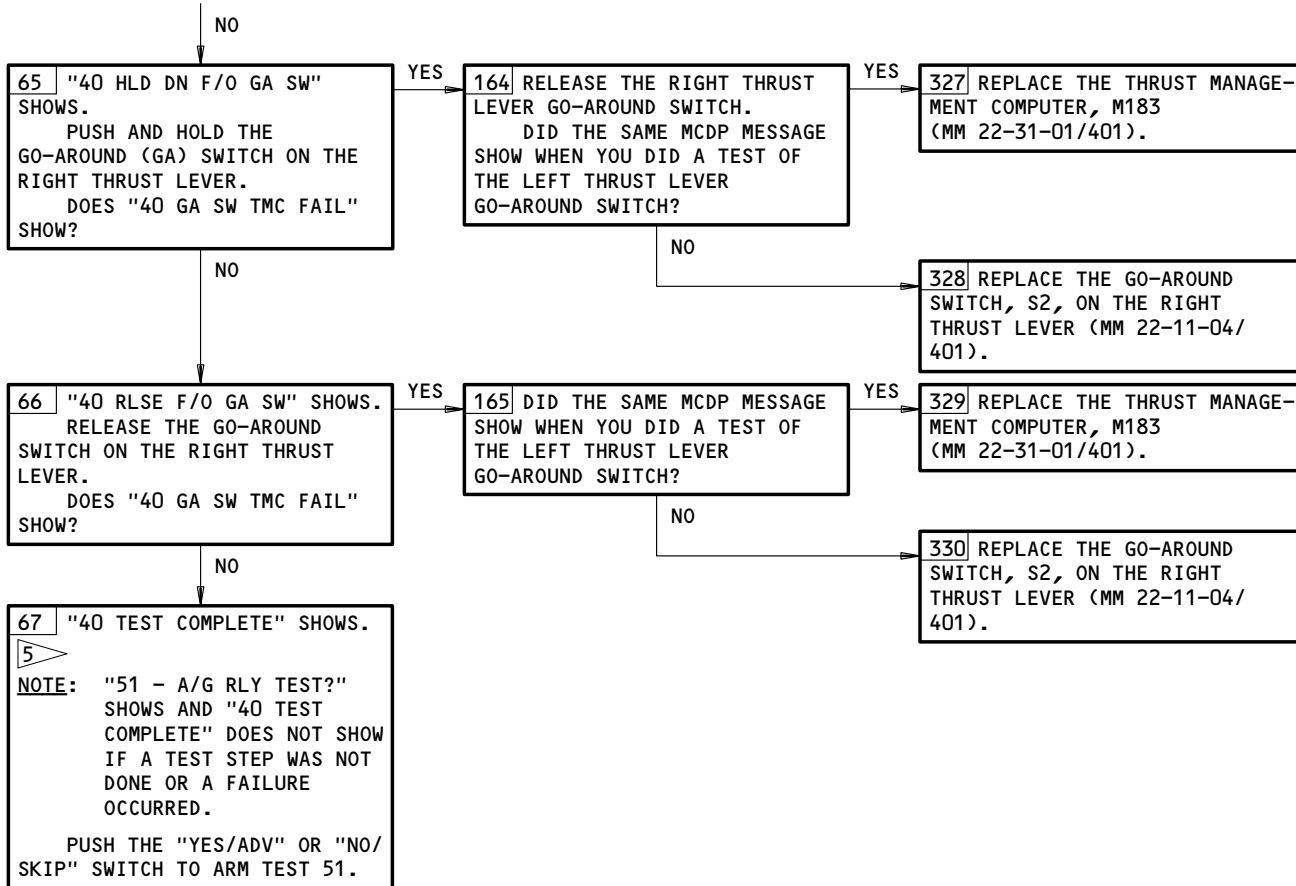 NO
65 "40 HLD DN F/O GA SW"
SHOWS.
PUSH AND HOLD THE
GO-AROUND (GA) SWITCH ON THE
RIGHT THRUST LEVER.
DOES "40 GA SW TMC FAIL"
SHOW?
YES
164 RELEASE THE RIGHT THRUST
LEVER GO-AROUND SWITCH.
DID THE SAME MCDP MESSAGE
SHOW WHEN YOU DID A TEST OF
THE LEFT THRUST LEVER
GO-AROUND SWITCH?
YES
327 REPLACE THE THRUST MANAGE-
MENT COMPUTER, M183
(MM 22-31-01/401).
NO
328 REPLACE THE GO-AROUND
SWITCH, S2, ON THE RIGHT
THRUST LEVER (MM 22-11-04/
401).
NO
66 "40 RLSE F/O GA SW" SHOWS.
RELEASE THE GO-AROUND
SWITCH ON THE RIGHT THRUST
LEVER.
DOES "40 GA SW TMC FAIL"
SHOW?
YES
165 DID THE SAME MCDP MESSAGE
SHOW WHEN YOU DID A TEST OF
THE LEFT THRUST LEVER
GO-AROUND SWITCH?
YES
329 REPLACE THE THRUST MANAGE-
MENT COMPUTER, M183
(MM 22-31-01/401).
NO
330 REPLACE THE GO-AROUND
SWITCH, S2, ON THE RIGHT
THRUST LEVER (MM 22-11-04/
401).
NO
67 "40 TEST COMPLETE" SHOWS.
5
NOTE: "51 - A/G RLY TEST?"
SHOWS AND "40 TEST
COMPLETE" DOES NOT SHOW
IF A TEST STEP WAS NOT
DONE OR A FAILURE
OCCURRED.
PUSH THE "YES/ADV" OR "NO/
SKIP" SWITCH TO ARM TEST 51.